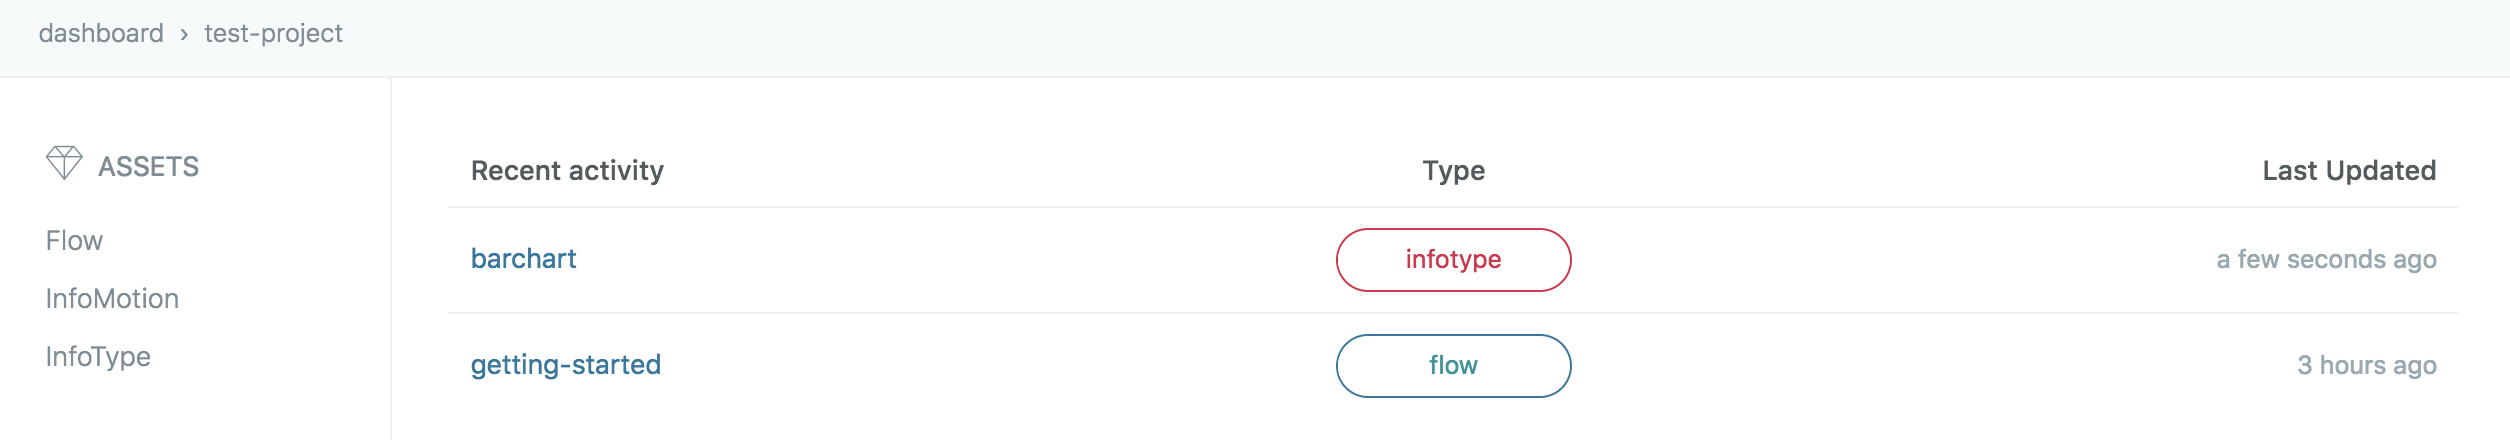 dashboard › test-project
ASSETS
Flow
InfoMotion
InfoType
Recent activity Type Last Updated
barchart infotype a few seconds ago
getting-started flow 3 hours ago